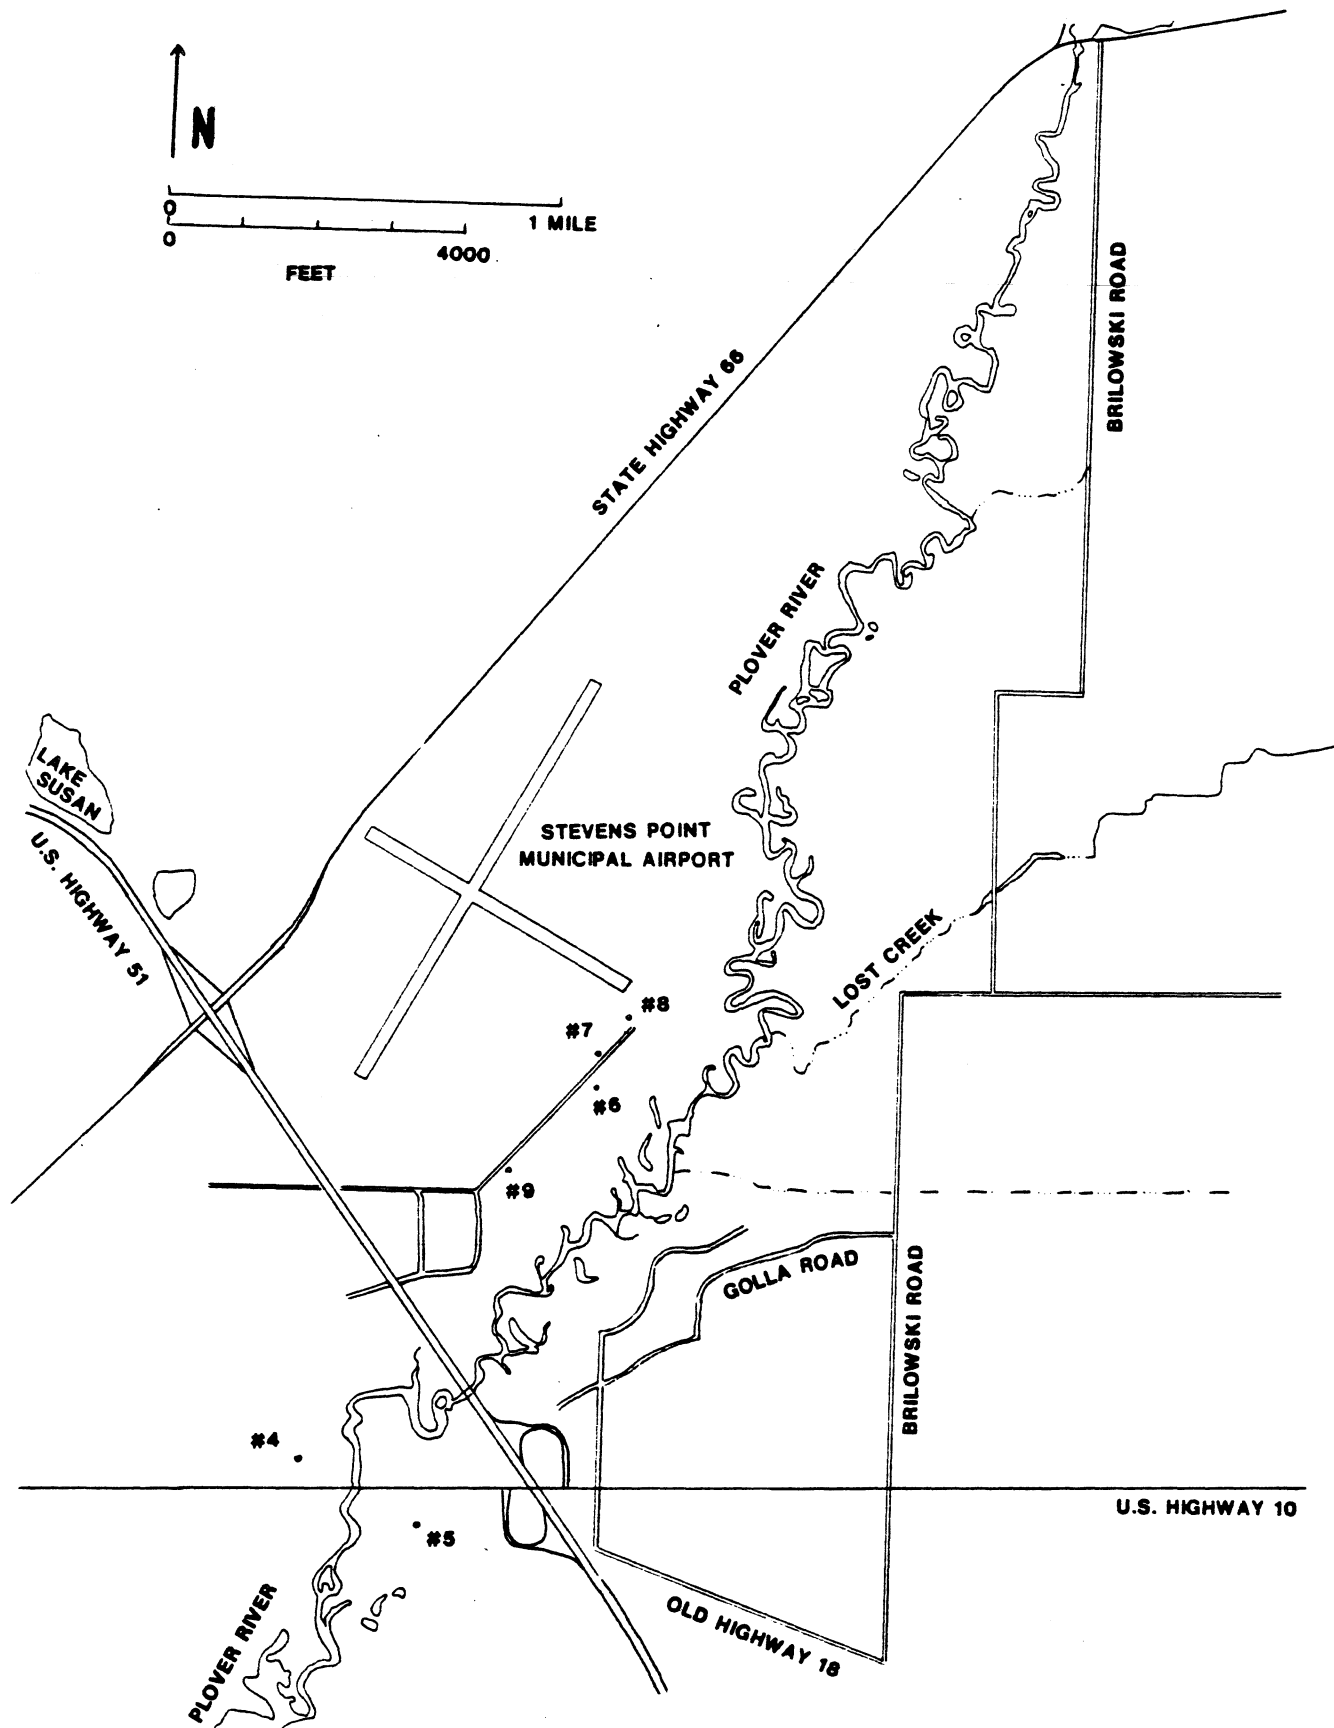 N
0
1 MILE
0
4000
FEET
BRILOWSKI ROAD
STATE HIGHWAY 66
PLOVER RIVER
LAKE
SUSAN
STEVENS POINT
MUNICIPAL AIRPORT
U.S. HIGHWAY 51
LOST CREEK
#8
#7
#6
#9
GOLLA ROAD
BRILOWSKI ROAD
#4
U.S. HIGHWAY 10
#5
OLD HIGHWAY 18
PLOVER RIVER